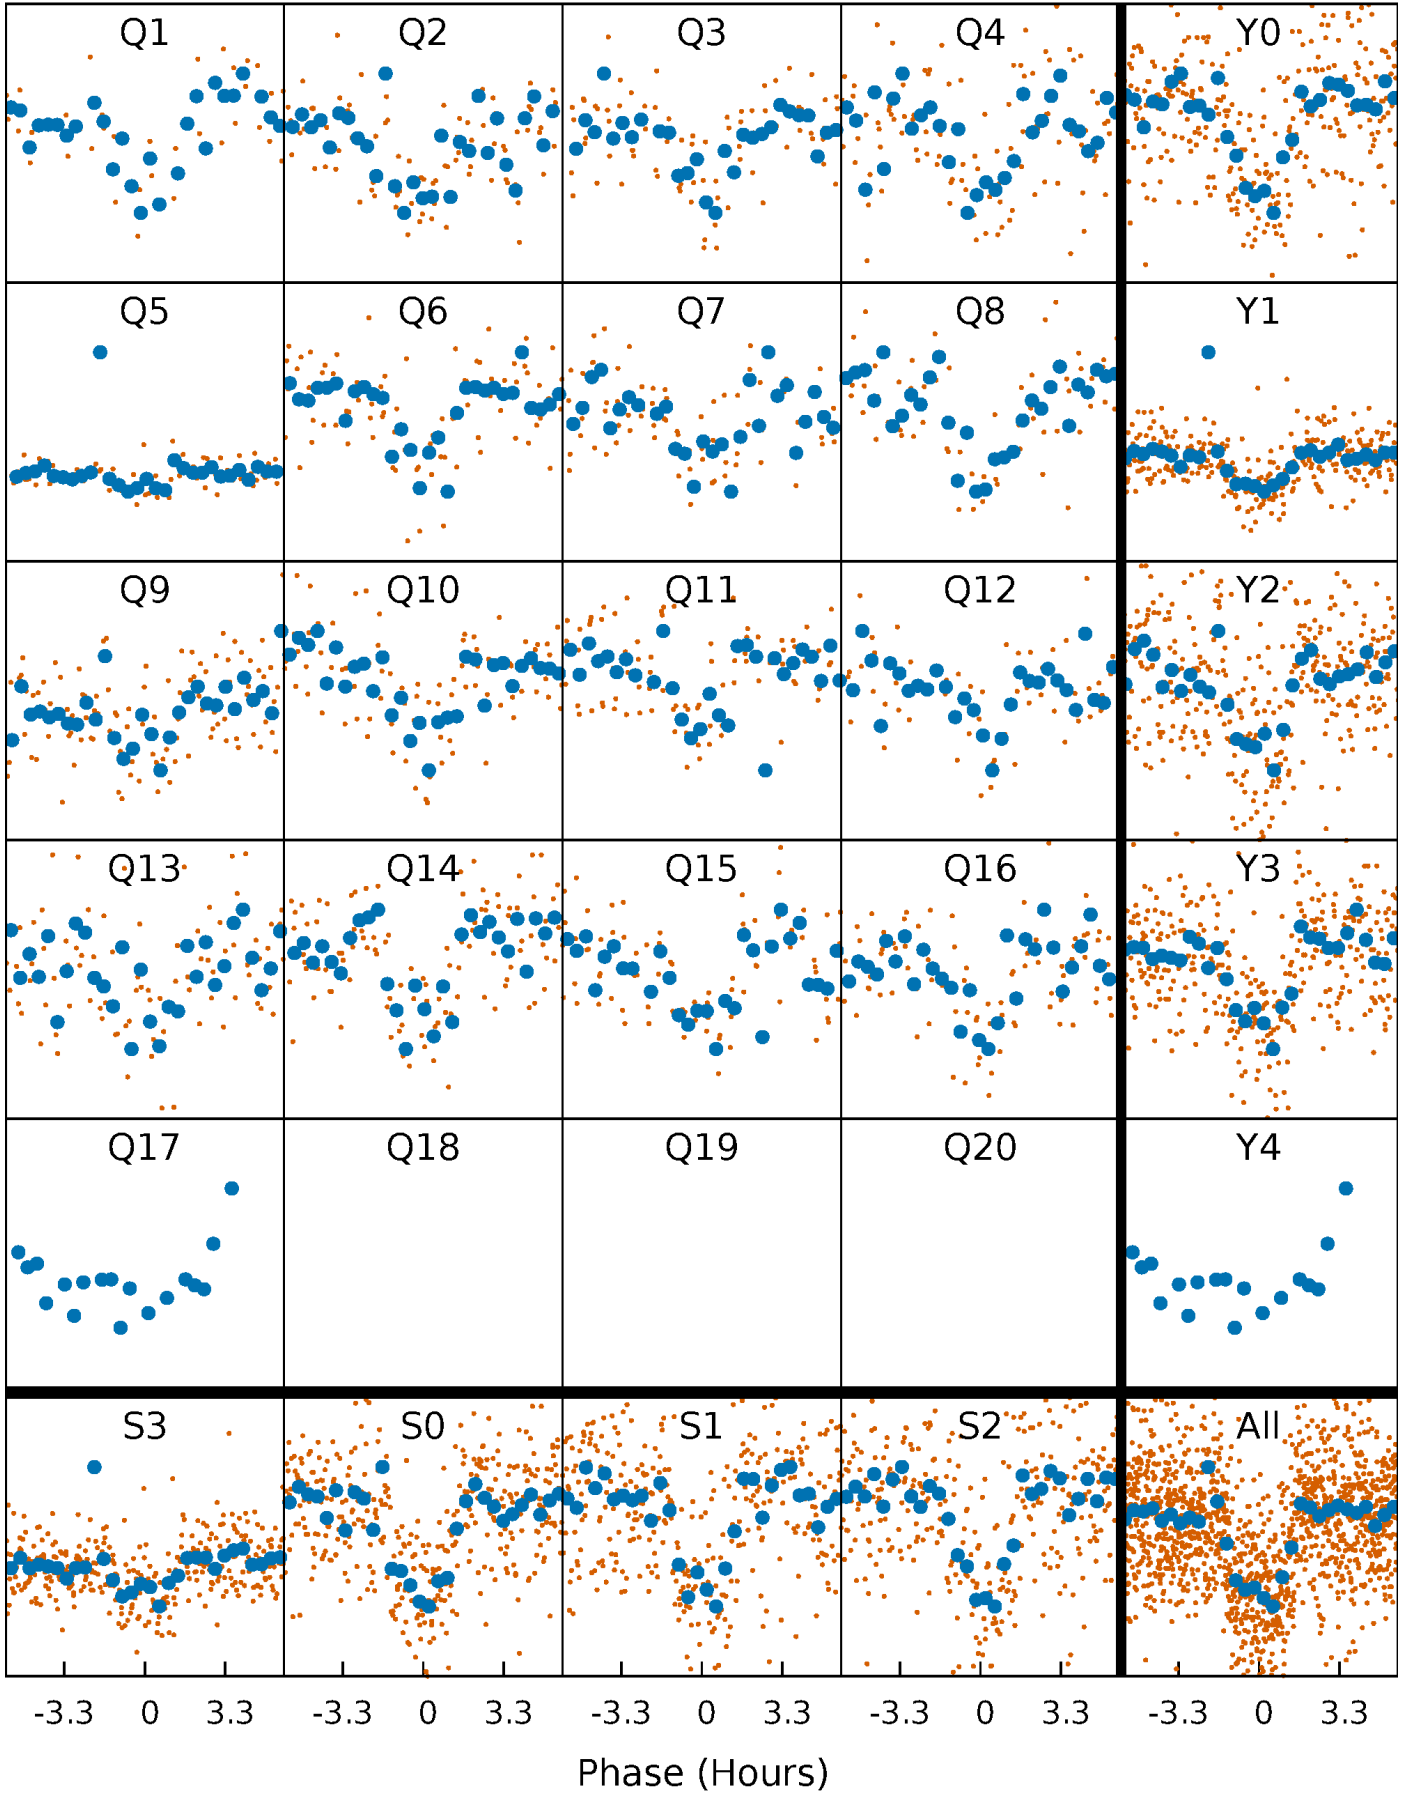 Q1 Q2 Q3 Q4 Y0
Q5 Q6 Q7 Q8 Y1
Q9 Q10 Q11 Q12 Y2
Q13 Q14 Q15 Q16 Y3
Q17 Q18 Q19 Q20 Y4
S3 S0 S1 S2 All
-3.3 0 3.3 -3.3 0 3.3 -3.3 0 3.3 -3.3 0 3.3 -3.3 0 3.3
Phase (Hours)